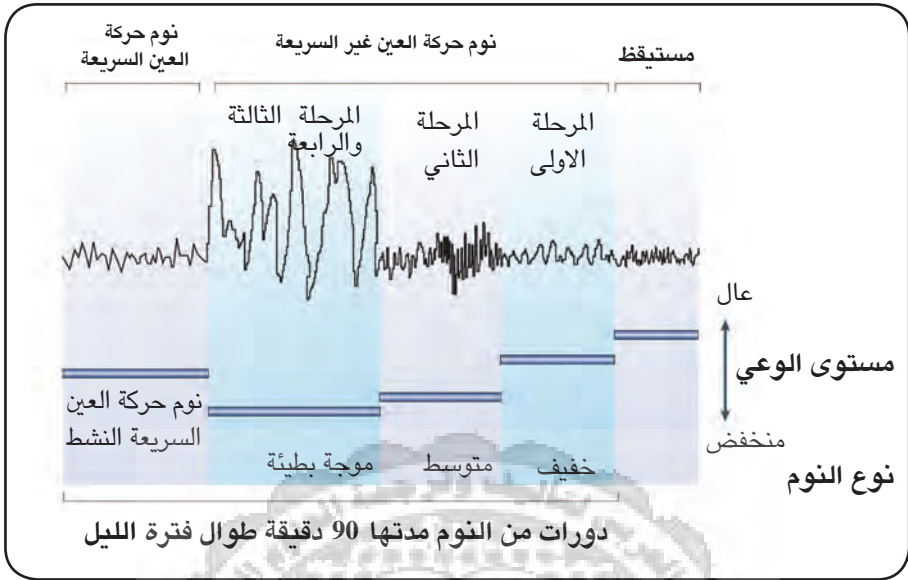 مستيقظ
نوم حركة العين غير السريعة
نوم حركة
العين السريعة
المرحلة
الاولى
المرحلة
الثاني
المرحلة الثالثة
والرابعة
عال
مستوى الوعي
منخفض
نوم حركة العين
السريعة النشط
نوع النوم
خفيف
متوسط
موجة بطيئة
دورات من النوم مدتها 90 دقيقة طوال فترة الليل